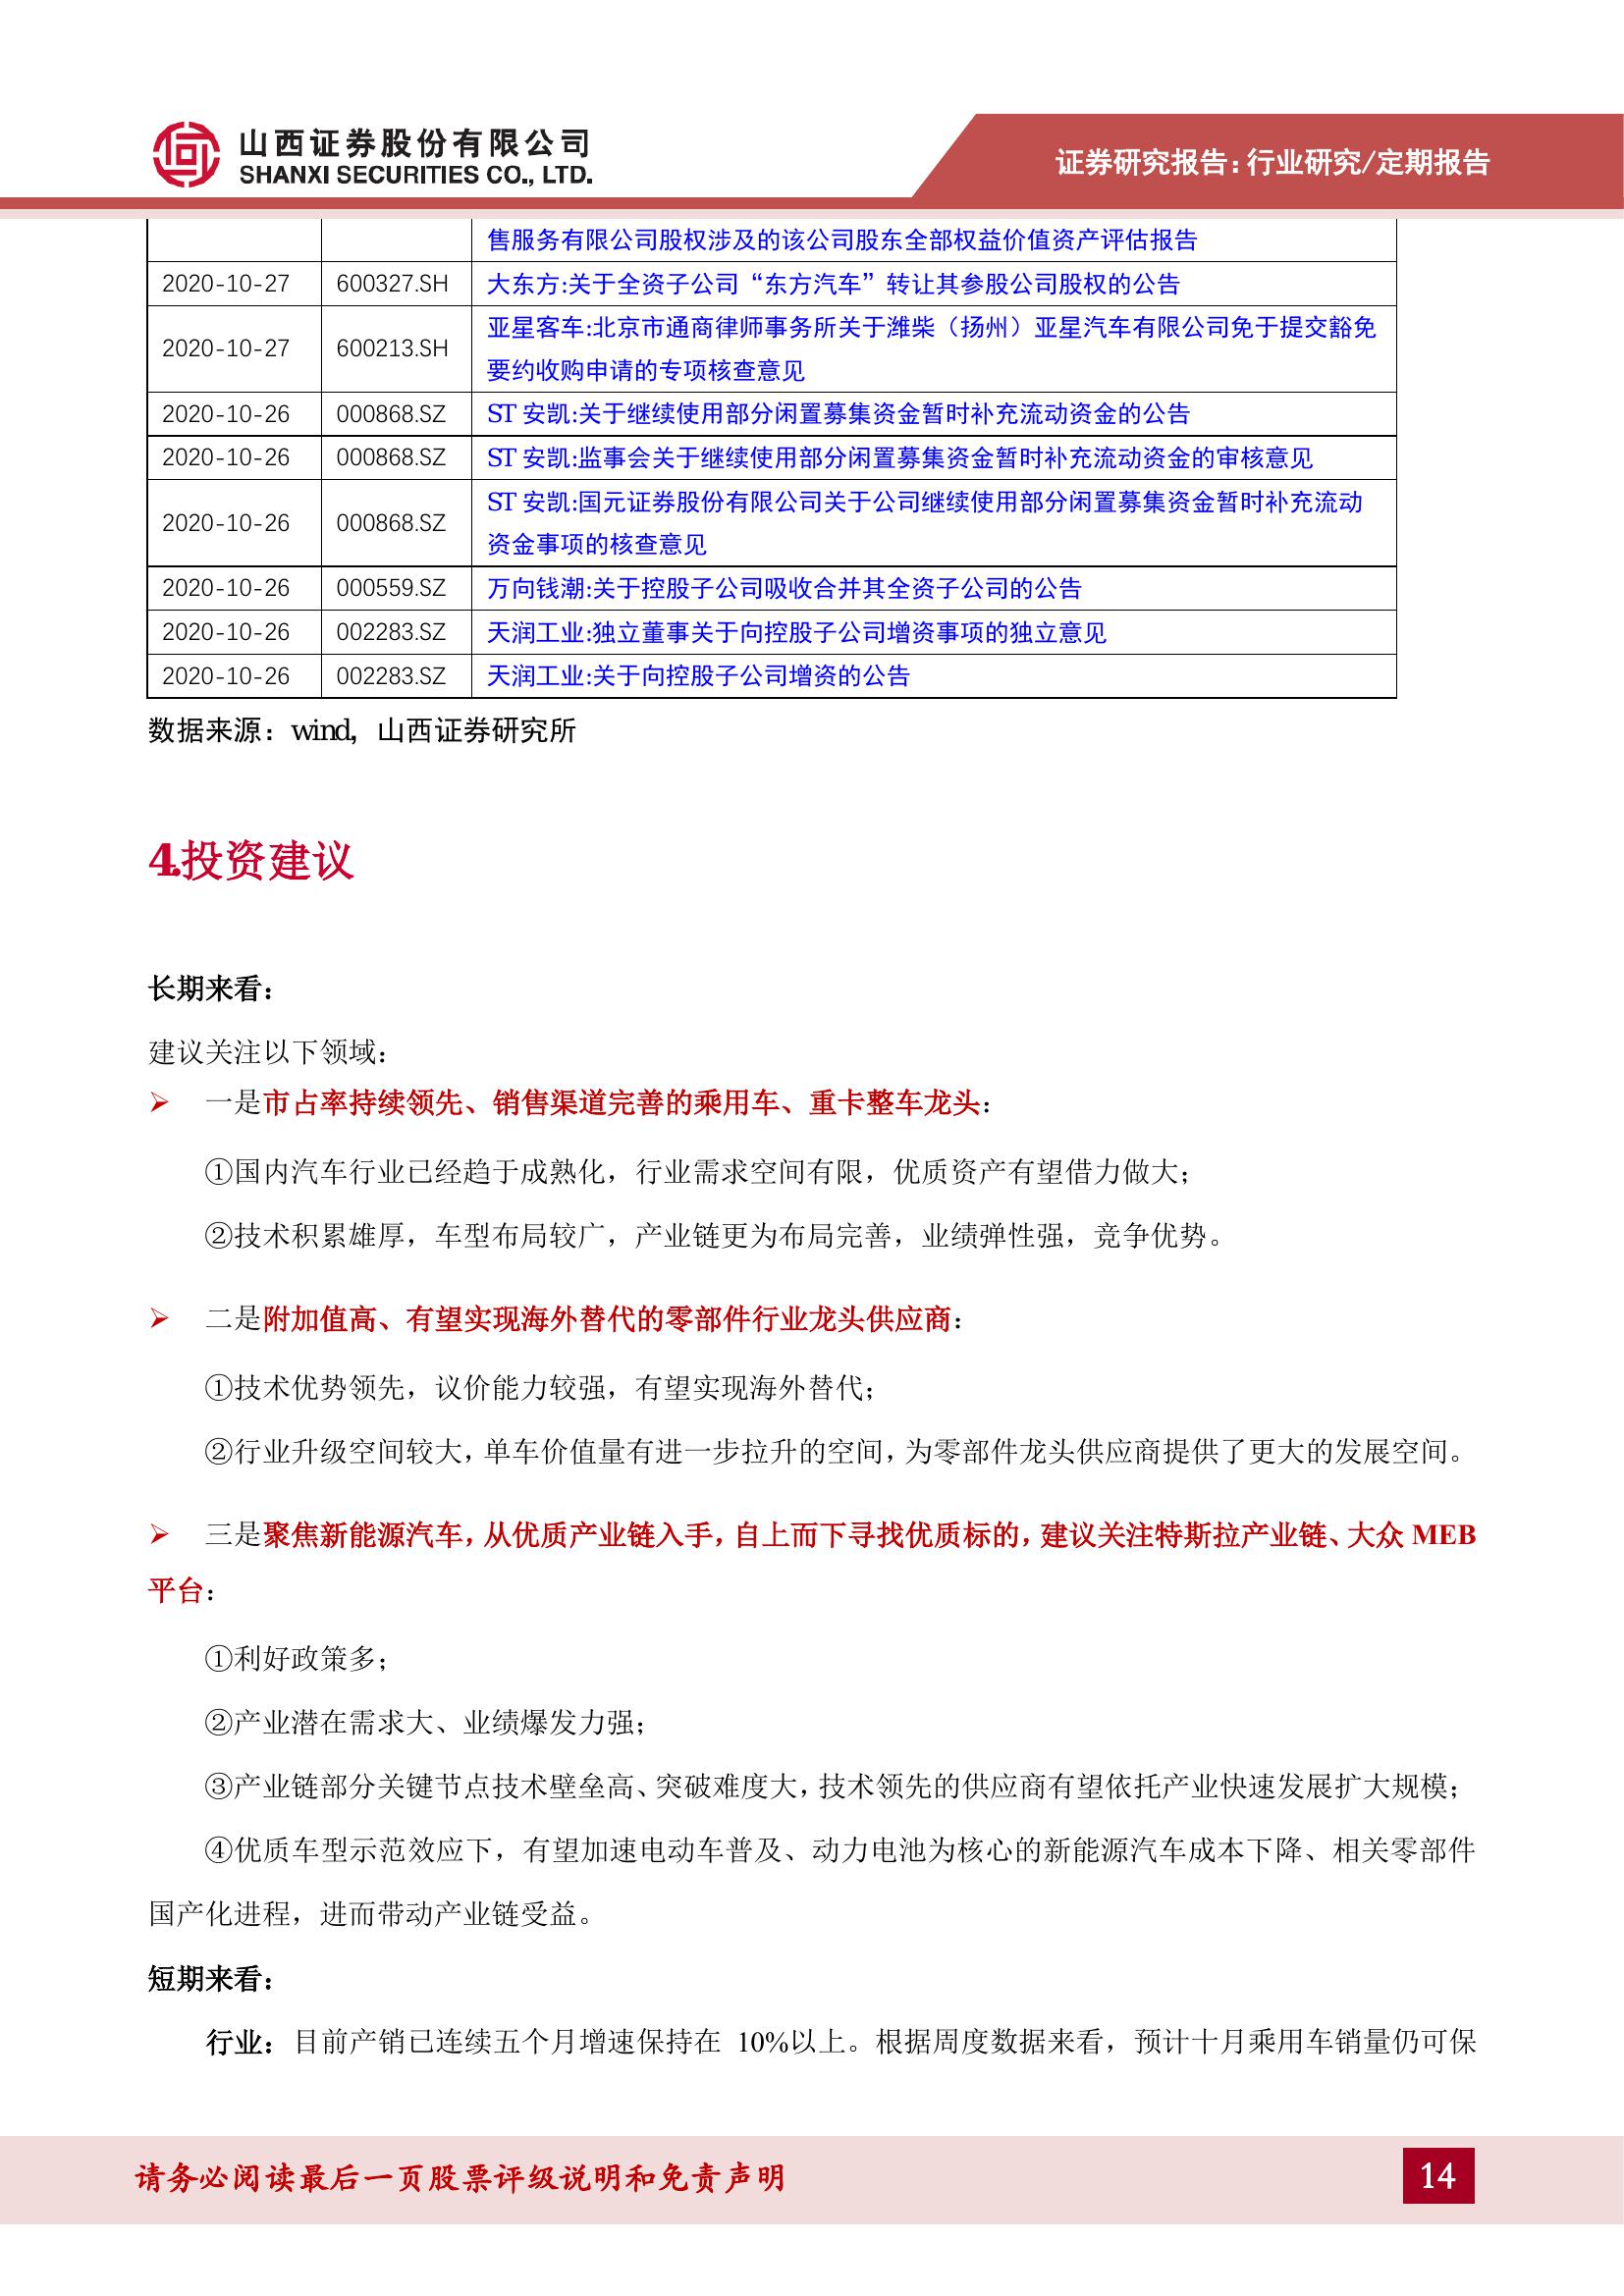 山西证券股份有限公司
SHANXI SECURITIES CO., LTD.
证券研究报告：行业研究/定期报告
售服务有限公司股权涉及的该公司股东全部权益价值资产评估报告
2020-10-27 600327.SH 大东方:关于全资子公司“东方汽车”转让其参股公司股权的公告
2020-10-27 600213.SH 亚星客车:北京市通商律师事务所关于潍柴（扬州）亚星汽车有限公司免于提交豁免
要约收购申请的专项核查意见
2020-10-26 000868.SZ ST 安凯:关于继续使用部分闲置募集资金暂时补充流动资金的公告
2020-10-26 000868.SZ ST 安凯:监事会关于继续使用部分闲置募集资金暂时补充流动资金的审核意见
2020-10-26 000868.SZ ST 安凯:国元证券股份有限公司关于公司继续使用部分闲置募集资金暂时补充流动
资金事项的核查意见
2020-10-26 000559.SZ 万向钱潮:关于控股子公司吸收合并其全资子公司的公告
2020-10-26 002283.SZ 天润工业:独立董事关于向控股子公司增资事项的独立意见
2020-10-26 002283.SZ 天润工业:关于向控股子公司增资的公告
数据来源：wind，山西证券研究所
4.投资建议
长期来看：
建议关注以下领域：
➢ 一是市占率持续领先、销售渠道完善的乘用车、重卡整车龙头：
①国内汽车行业已经趋于成熟化，行业需求空间有限，优质资产有望借力做大；
②技术积累雄厚，车型布局较广，产业链更为布局完善，业绩弹性强，竞争优势。
➢ 二是附加值高、有望实现海外替代的零部件行业龙头供应商：
①技术优势领先，议价能力较强，有望实现海外替代；
②行业升级空间较大，单车价值量有进一步拉升的空间，为零部件龙头供应商提供了更大的发展空间。
➢ 三是聚焦新能源汽车，从优质产业链入手，自上而下寻找优质标的，建议关注特斯拉产业链、大众 MEB
平台：
①利好政策多；
②产业潜在需求大、业绩爆发力强；
③产业链部分关键节点技术壁垒高、突破难度大，技术领先的供应商有望依托产业快速发展扩大规模；
④优质车型示范效应下，有望加速电动车普及、动力电池为核心的新能源汽车成本下降、相关零部件
国产化进程，进而带动产业链受益。
短期来看：
行业：目前产销已连续五个月增速保持在 10%以上。根据周度数据来看，预计十月乘用车销量仍可保
请务必阅读最后一页股票评级说明和免责声明
14